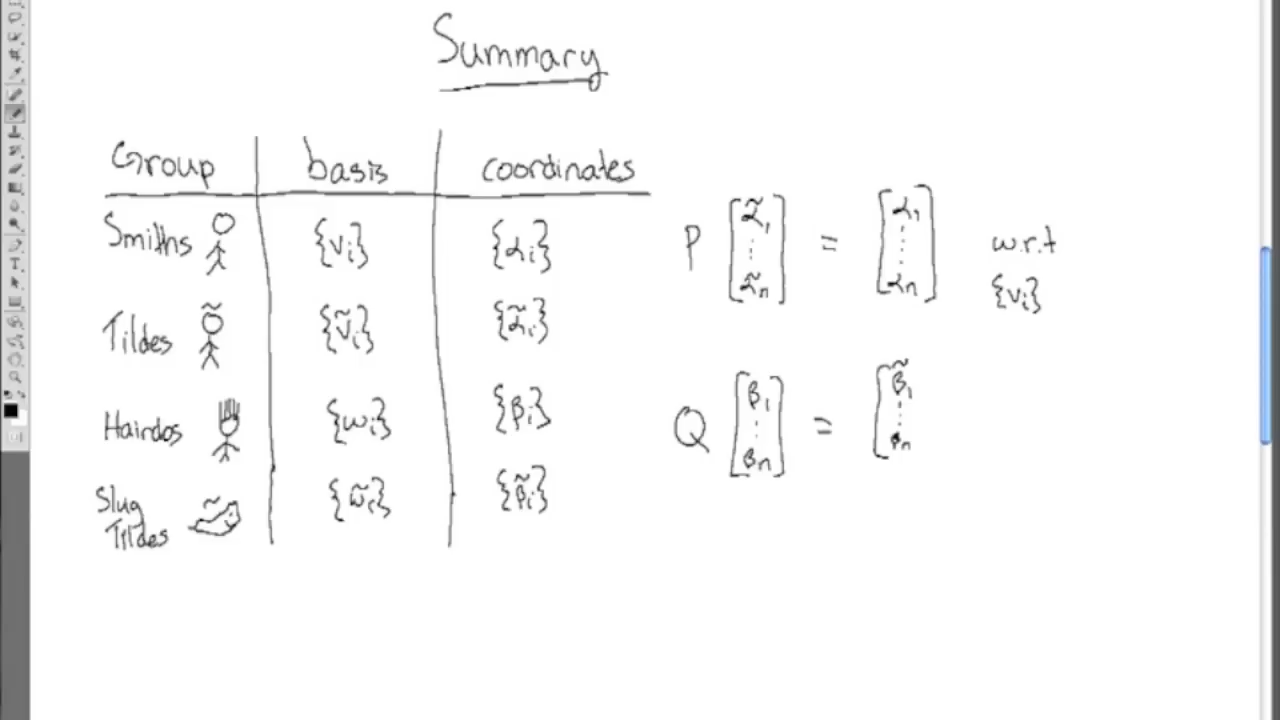 Summary
Group basis coordinates
Smiths {vᵢ} {αᵢ}
Tildes {ṽᵢ} {α̃ᵢ}
Hairdos {wᵢ} {βᵢ}
Slug
Tildes {w̃ᵢ} {β̃ᵢ}
P [α̃₁ ⋮ α̃ₙ] = [α₁ ⋮ αₙ] w.r.t
{vᵢ}
Q [β₁ ⋮ βₙ] = [β̃₁ ⋮ βₙ